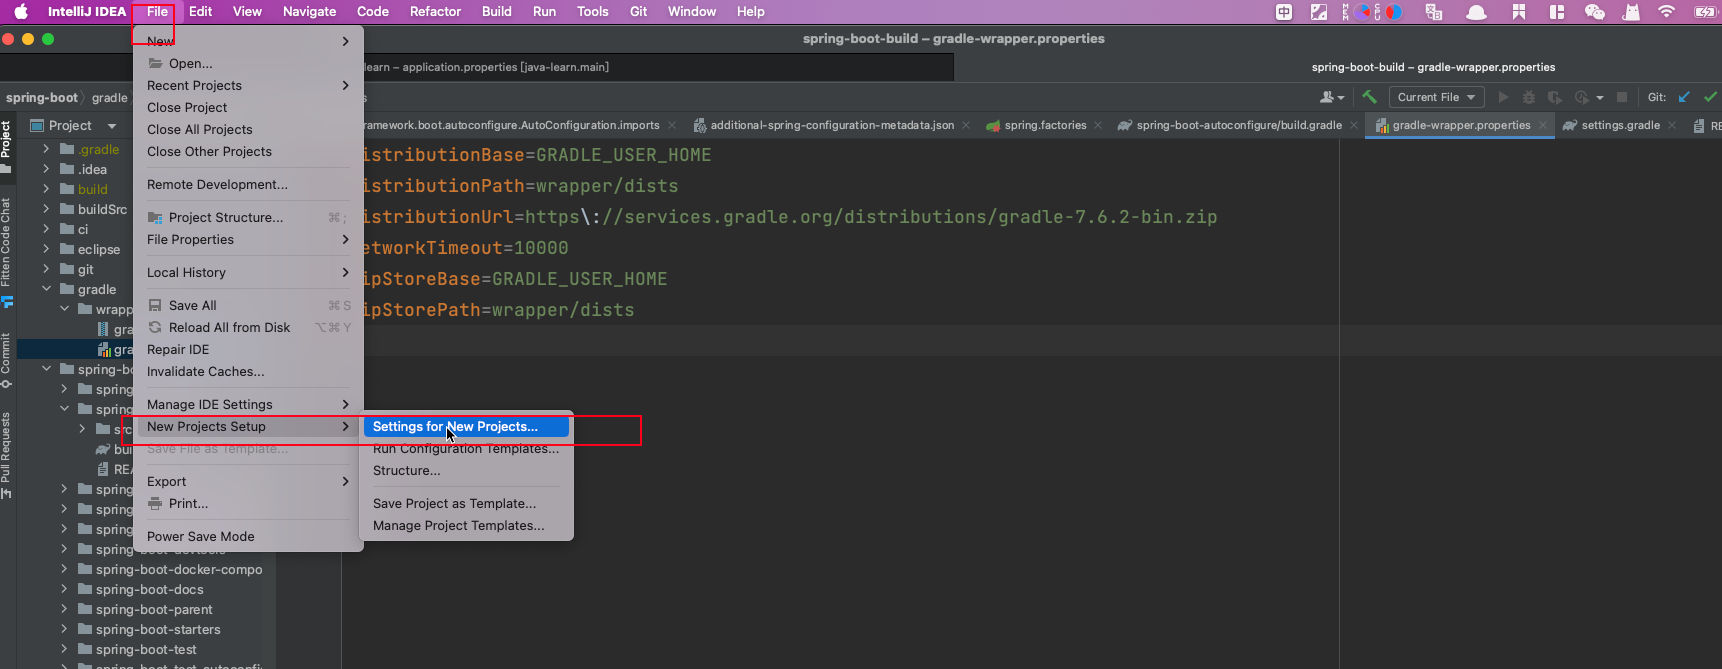 IntelliJ IDEA File Edit View Navigate Code Refactor Build Run Tools Git Window Help
spring-boot-build – gradle-wrapper.properties
learn – application.properties [java-learn.main]
spring-boot-build – gradle-wrapper.properties
spring-boot gradle
Current File
Git:
Project
ramework.boot.autoconfigure.AutoConfiguration.imports
additional-spring-configuration-metadata.json
spring.factories
spring-boot-autoconfigure/build.gradle
gradle-wrapper.properties
settings.gradle
RE
Project
Fitten Code Chat
Commit
Pull Requests
.gradle
.idea
build
buildSrc
ci
eclipse
git
gradle
wrapp
gra
gra
spring-bo
spring
spring
src
bui
REA
spring
spring
spring
spring-boot-devtools
spring-boot-docker-compo
spring-boot-docs
spring-boot-parent
spring-boot-starters
spring-boot-test
spring-boot-test-autoconfi
New
Open...
Recent Projects
Close Project
Close All Projects
Close Other Projects
Remote Development...
Project Structure... ⌘ ;
File Properties
Local History
Save All ⌘ S
Reload All from Disk ⌥⌘ Y
Repair IDE
Invalidate Caches...
Manage IDE Settings
New Projects Setup
Save File as Template...
Export
Print...
Power Save Mode
Settings for New Projects...
Run Configuration Templates...
Structure...
Save Project as Template...
Manage Project Templates...
istributionBase=GRADLE_USER_HOME
istributionPath=wrapper/dists
istributionUrl=https\://services.gradle.org/distributions/gradle-7.6.2-bin.zip
etworkTimeout=10000
ipStoreBase=GRADLE_USER_HOME
ipStorePath=wrapper/dists